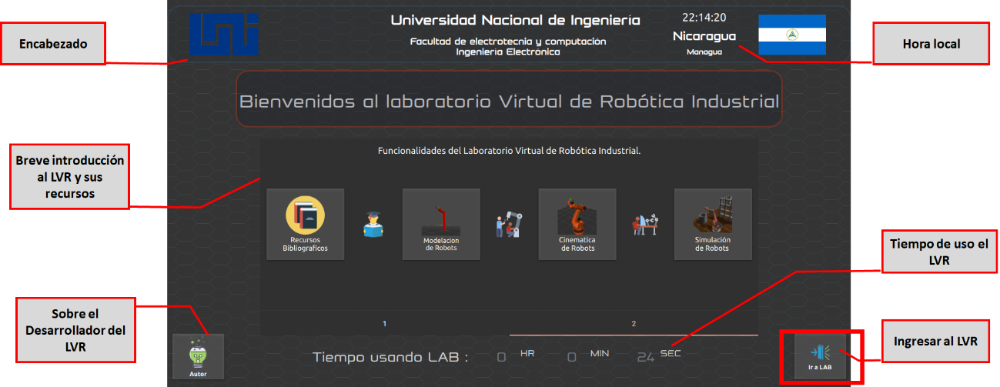 Encabezado
uni
Universidad Nacional de Ingeniería
Facultad de electrotecnia y computación
Ingeniería Electrónica
22:14:20
Nicaragua
Managua
Hora local
Bienvenidos al laboratorio Virtual de Robótica Industrial
Breve introducción
al LVR y sus
recursos
Funcionalidades del Laboratorio Virtual de Robótica Industrial.
Recursos
Bibliograficos
Modelacion
de Robots
Cinematica
de Robots
Simulación
de Robots
Tiempo de uso el
LVR
Sobre el
Desarrollador del
LVR
1
2
Autor
Tiempo usando LAB : 0 HR 0 MIN 24 SEC
Ir a LAB
Ingresar al LVR